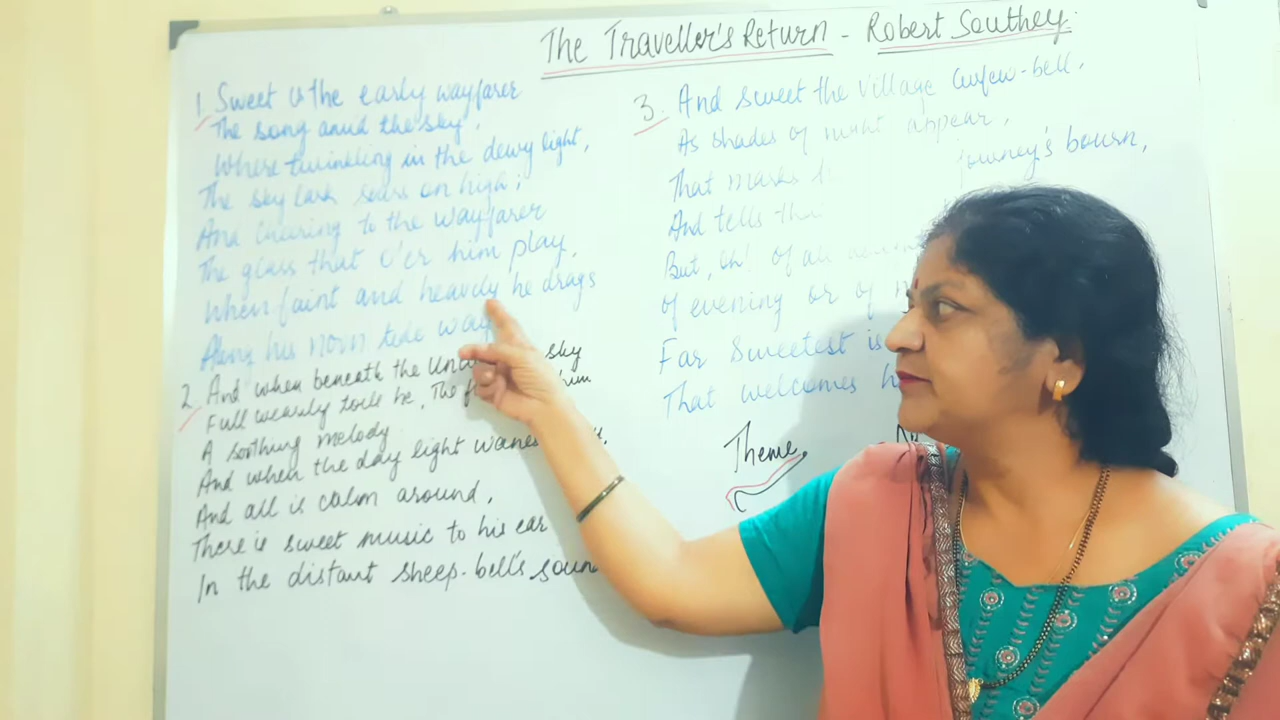 The Traveller's Return - Robert Southey.
1. Sweet is the early wayfarer
The song amid the sky,
Where twinkling in the dewy light,
The sky lark soars on high;
And cheering to the wayfarer
The glass that o'er him play,
When faint and heavily he drags
Along his noon tide way
2. And when beneath the sky
Full wearily toils he, The him
A soothing melody
And when the day light wanes
And all is calm around,
There is sweet music to his ear
In the distant sheep-bell's soun
3. And sweet the village curfew-bell,
As shades of night appear,
That marks journey's bourn,
And tells
But, oh! of all
of evening or of
Far Sweetest is
That welcomes
Theme